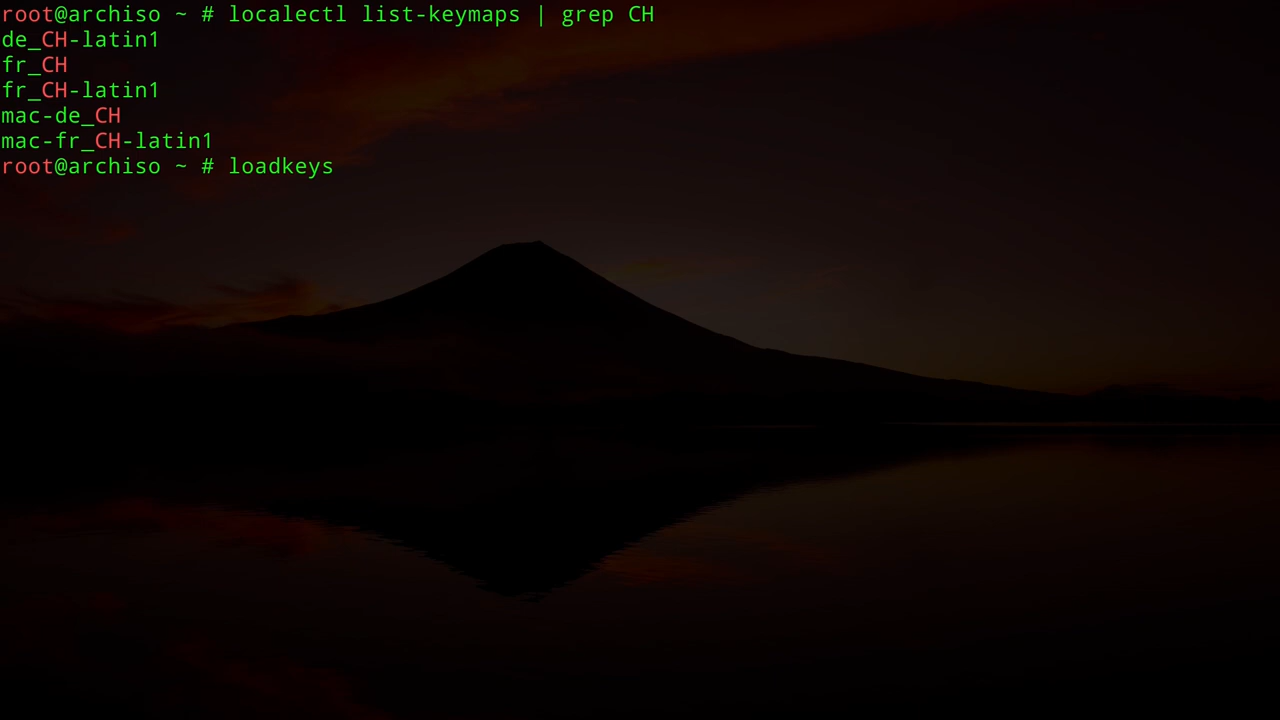 root@archiso ~ # localectl list-keymaps | grep CH
de_CH-latin1
fr_CH
fr_CH-latin1
mac-de_CH
mac-fr_CH-latin1
root@archiso ~ # loadkeys